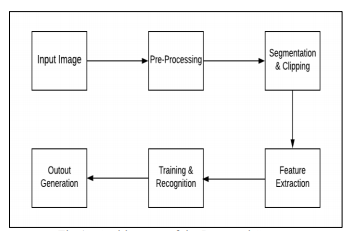 Input Image
Pre-Processing
Segmentation
& Clipping
Feature
Extraction
Training &
Recognition
Outout
Generation